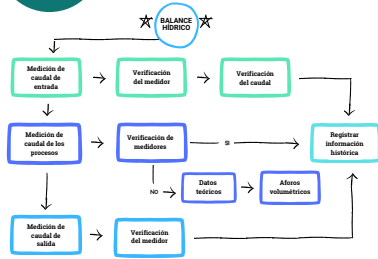 BALANCE
HÍDRICO
Medición de
caudal de
entrada
Verificación
del medidor
Verificación
del caudal
Medición de
caudal de los
procesos
Verificación de
medidores
SI
Registrar
información
histórica
NO
Datos
teóricos
Aforos
volumétricos
Medición de
caudal de
salida
Verificación
del medidor